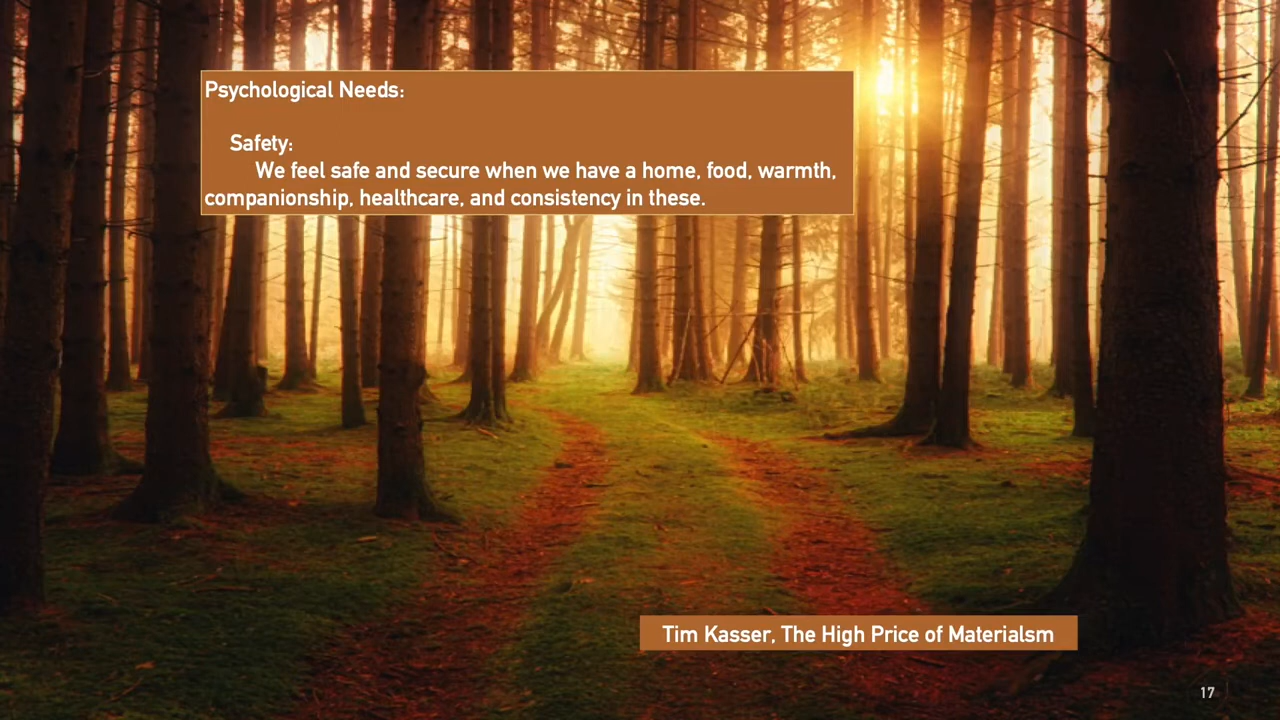 Psychological Needs:
Safety:
We feel safe and secure when we have a home, food, warmth,
companionship, healthcare, and consistency in these.
Tim Kasser, The High Price of Materialsm
17